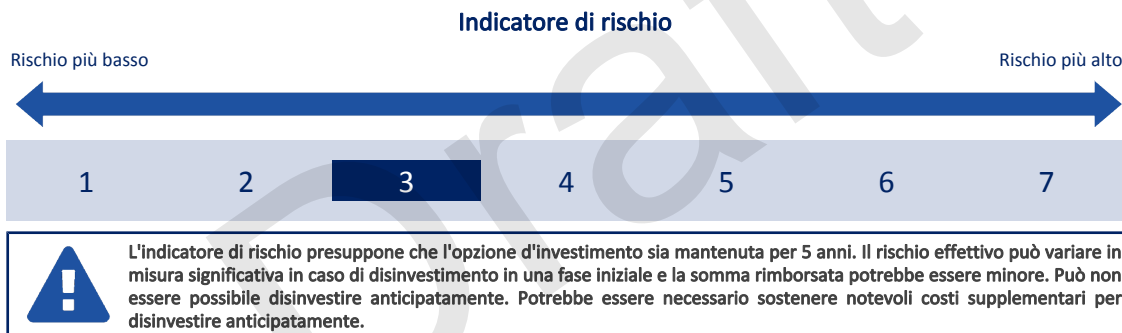 Indicatore di rischio
Rischio più basso
Rischio più alto
1 2 3 4 5 6 7
L'indicatore di rischio presuppone che l'opzione d'investimento sia mantenuta per 5 anni. Il rischio effettivo può variare in
misura significativa in caso di disinvestimento in una fase iniziale e la somma rimborsata potrebbe essere minore. Può non
essere possibile disinvestire anticipatamente. Potrebbe essere necessario sostenere notevoli costi supplementari per
disinvestire anticipatamente.
Draft